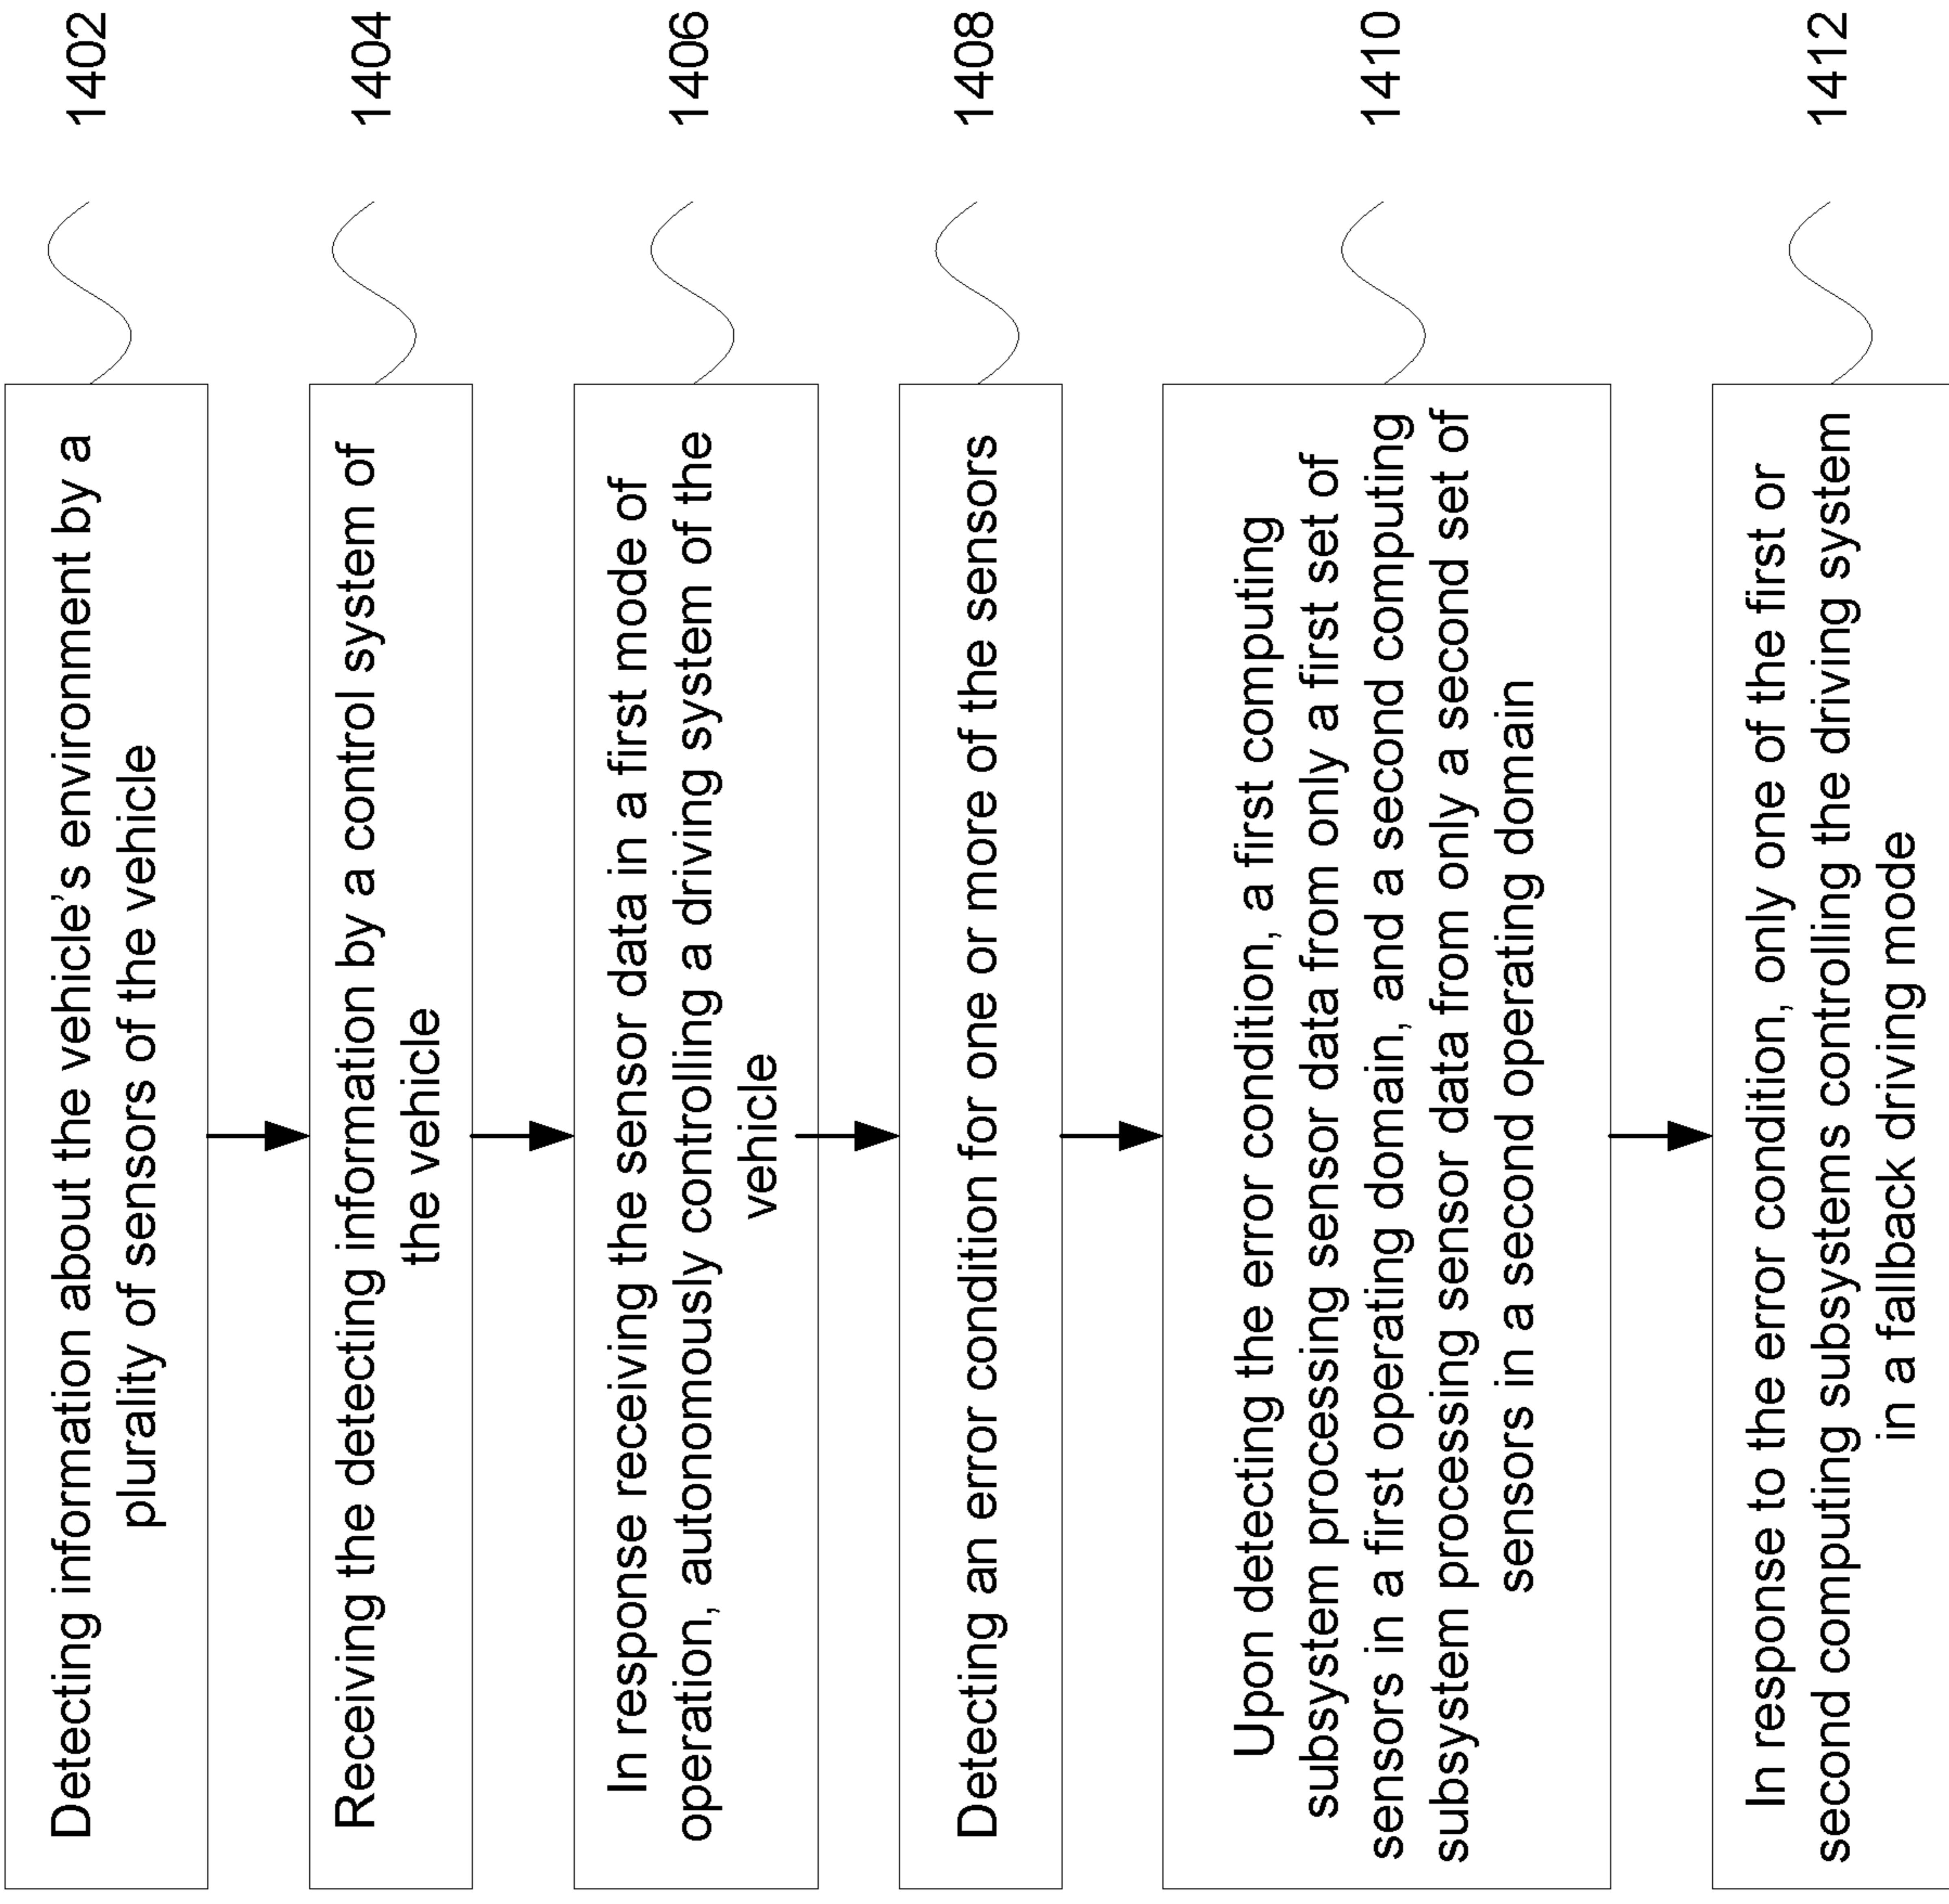 Detecting information about the vehicle's environment by a
plurality of sensors of the vehicle
1402
Receiving the detecting information by a control system of
the vehicle
1404
In response receiving the sensor data in a first mode of
operation, autonomously controlling a driving system of the
vehicle
1406
Detecting an error condition for one or more of the sensors
1408
Upon detecting the error condition, a first computing
subsystem processing sensor data from only a first set of
sensors in a first operating domain, and a second computing
subsystem processing sensor data from only a second set of
sensors in a second operating domain
1410
In response to the error condition, only one of the first or
second computing subsystems controlling the driving system
in a fallback driving mode
1412